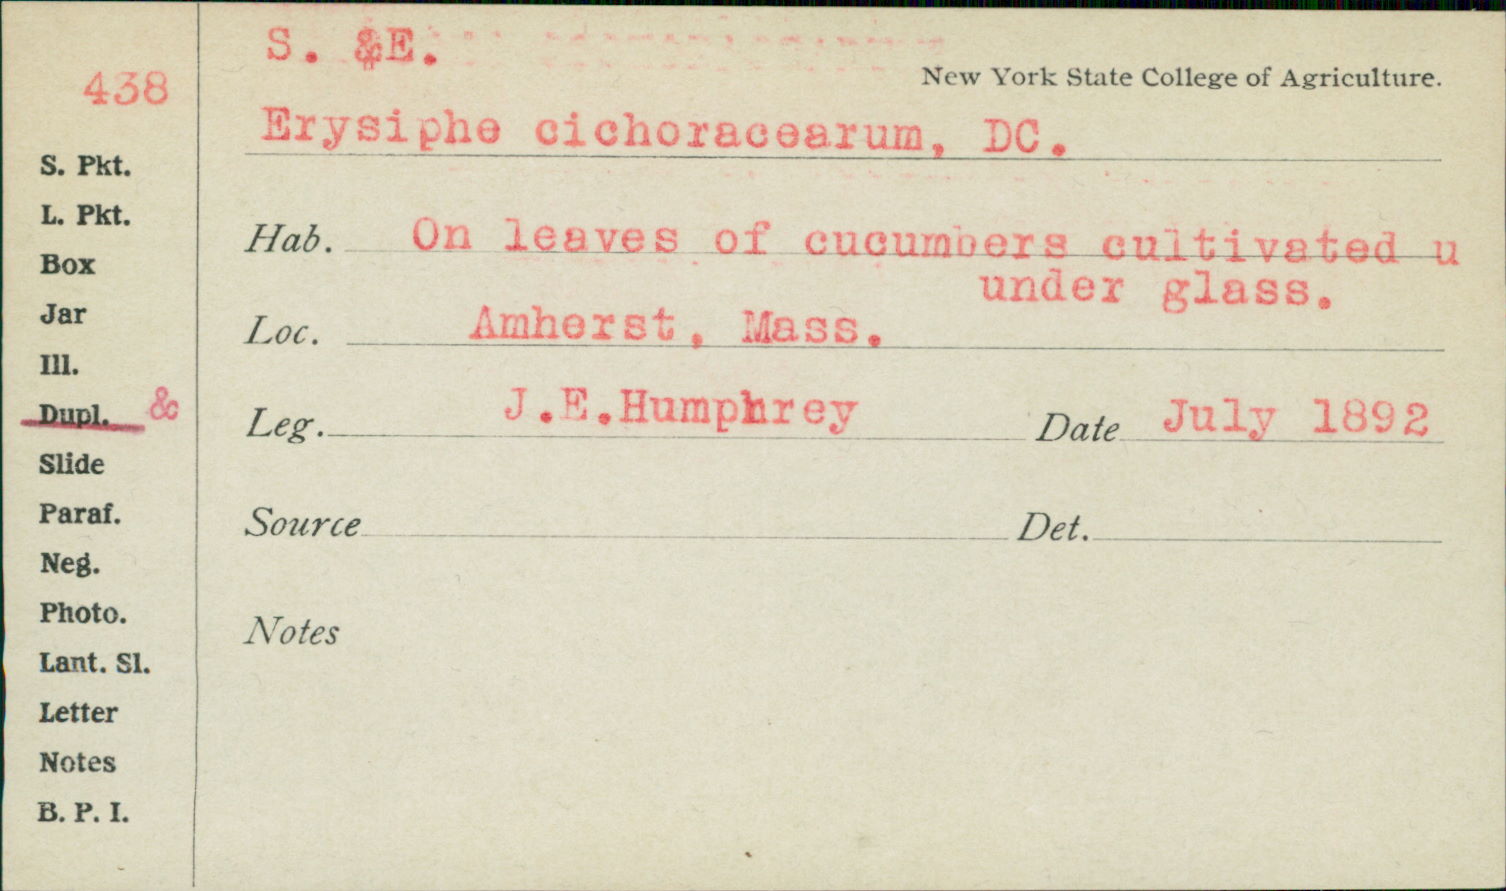 S. &E.
New York State College of Agriculture.
438
Erysiphe cichoracearum, DC.
S. Pkt.
L. Pkt.
Box
Jar
Ill.
Dupl. &
Slide
Paraf.
Neg.
Photo.
Lant. Sl.
Letter
Notes
B. P. I.
Hab. On leaves of cucumbers cultivated u
under glass.
Loc. Amherst, Mass.
Leg. J.E.Humphrey Date July 1892
Source Det.
Notes